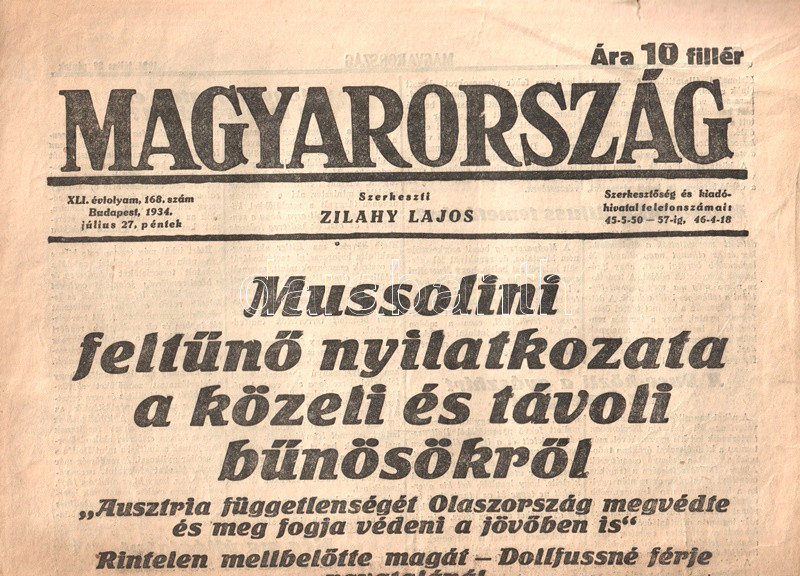 Ára 10 fillér
MAGYARORSZÁG
XLI. évfolyam, 168. szám
Budapest, 1934.
július 27, péntek
Szerkeszti
ZILAHY LAJOS
Szerkesztőség és kiadó-
hivatal telefonszámai:
45-5-50 — 57-ig, 46-4-18
Mussolini
feltűnő nyilatkozata
a közeli és távoli
bűnösökről
„Ausztria függetlenségét Olaszország megvédte
és meg fogja védeni a jövőben is“
Rintelen mellbelőtte magát — Dollfussné férje